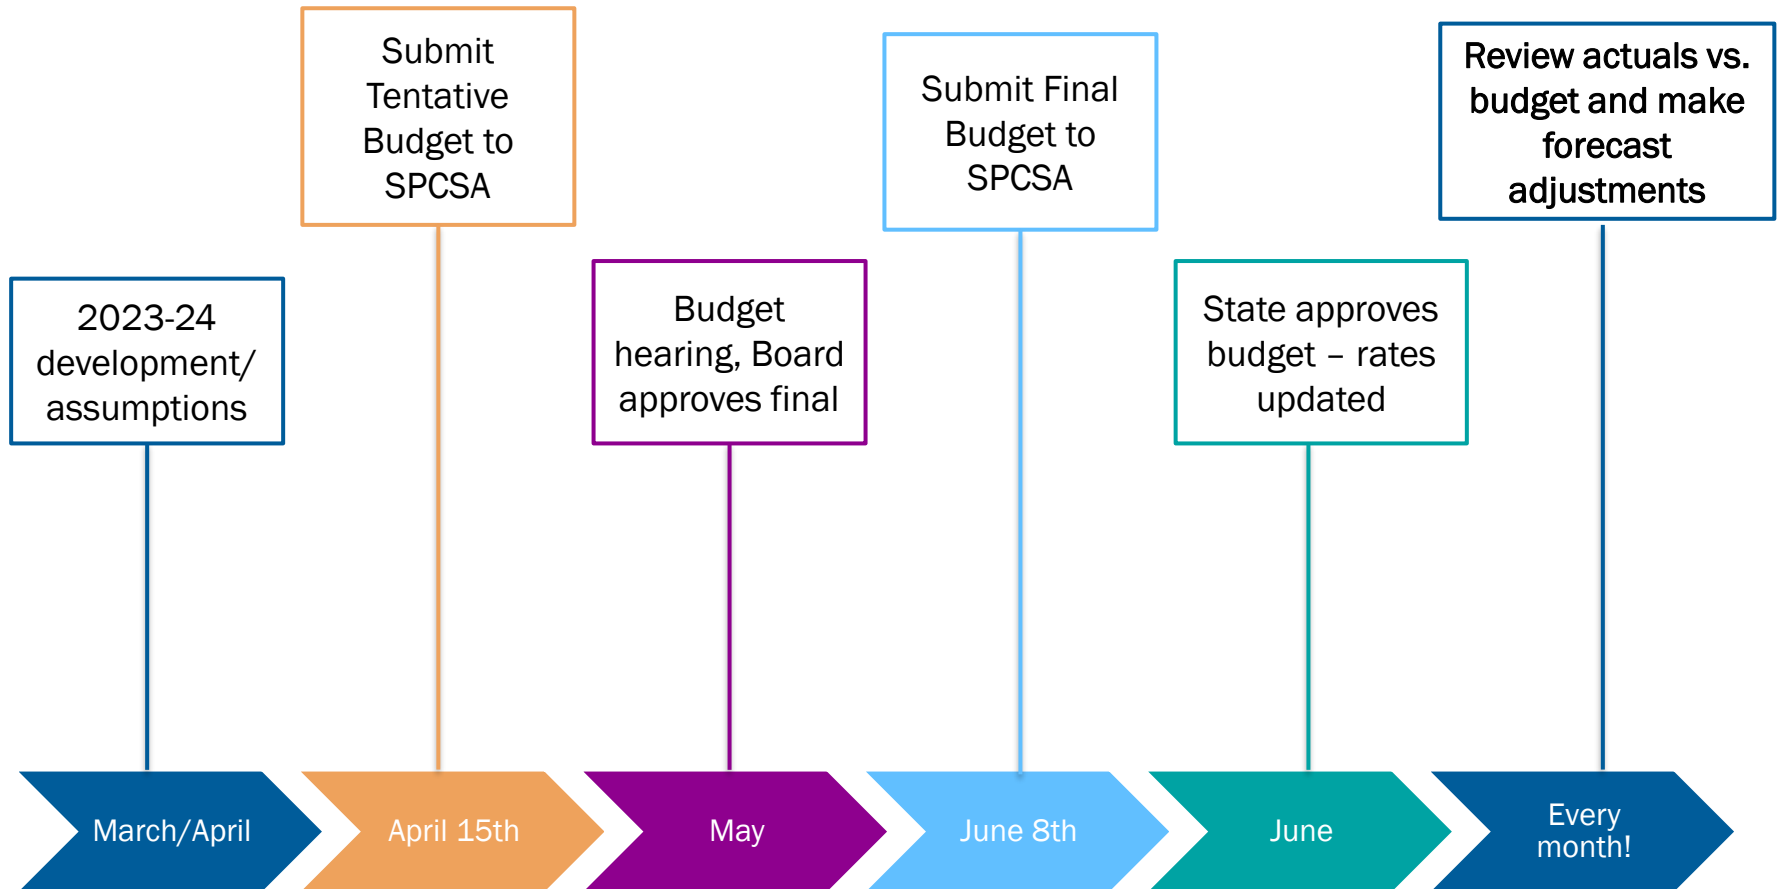 Submit
Tentative
Budget to
SPCSA
Submit Final
Budget to
SPCSA
Review actuals vs.
budget and make
forecast
adjustments
2023-24
development/
assumptions
Budget
hearing, Board
approves final
State approves
budget – rates
updated
March/April
April 15th
May
June 8th
June
Every
month!